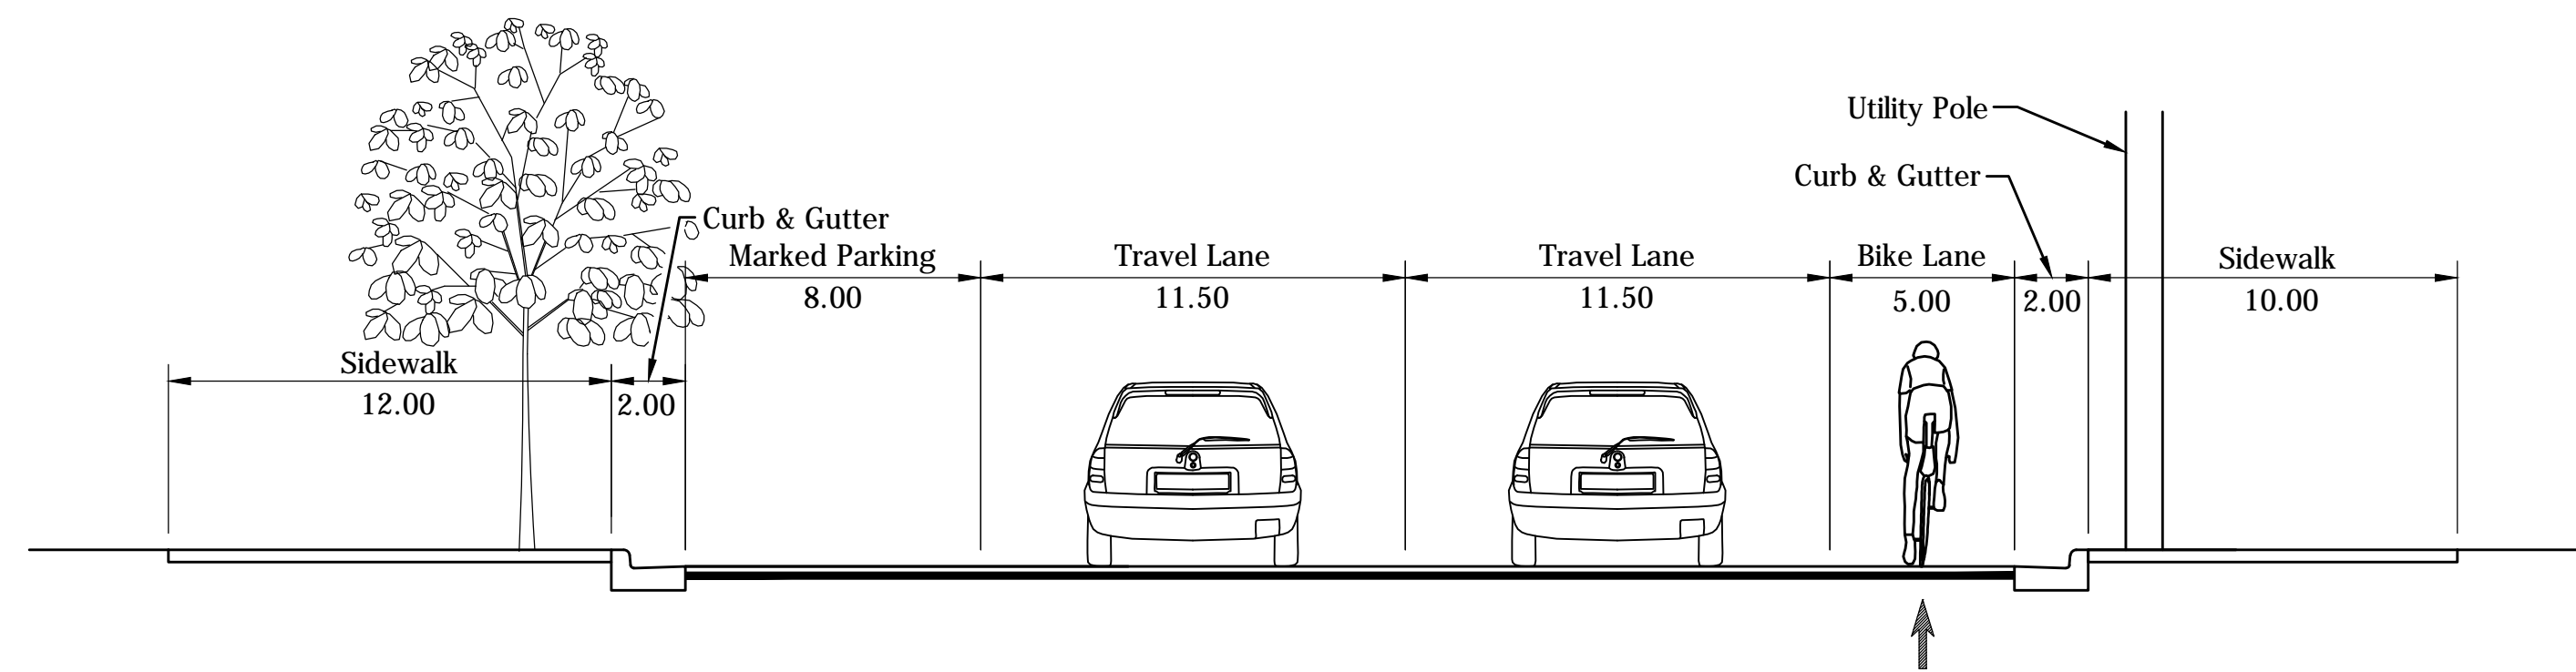 Utility Pole
Curb & Gutter
Curb & Gutter
Marked Parking
8.00
Travel Lane
11.50
Travel Lane
11.50
Bike Lane
5.00
2.00
Sidewalk
10.00
Sidewalk
12.00
2.00